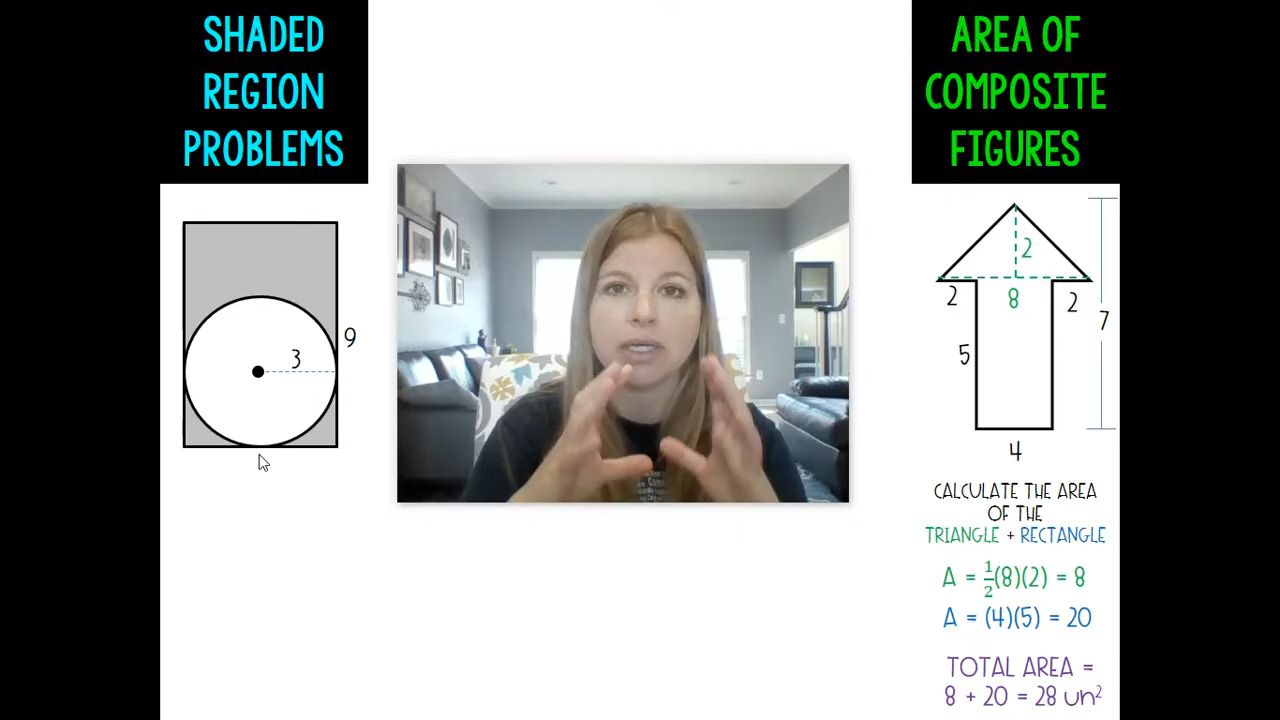 SHADED
REGION
PROBLEMS
9
3
AREA OF
COMPOSITE
FIGURES
2
2
8
2
7
5
4
CALCULATE THE AREA
OF THE
TRIANGLE + RECTANGLE
A = 1/2(8)(2) = 8
A = (4)(5) = 20
TOTAL AREA =
8 + 20 = 28 un²